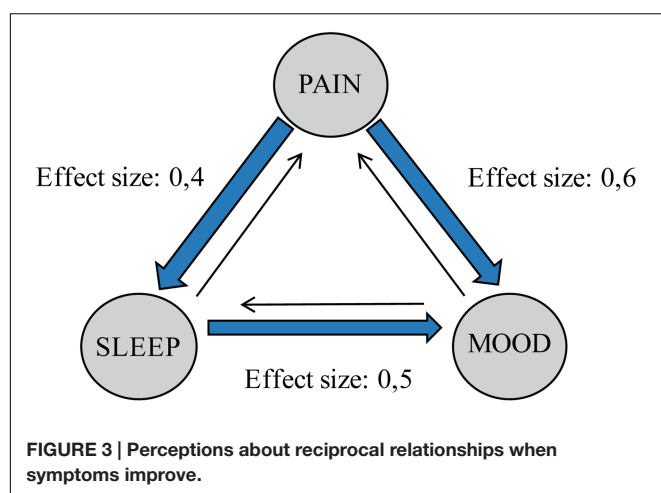 PAIN
Effect size: 0,4
Effect size: 0,6
SLEEP
MOOD
Effect size: 0,5
FIGURE 3 | Perceptions about reciprocal relationships when
symptoms improve.